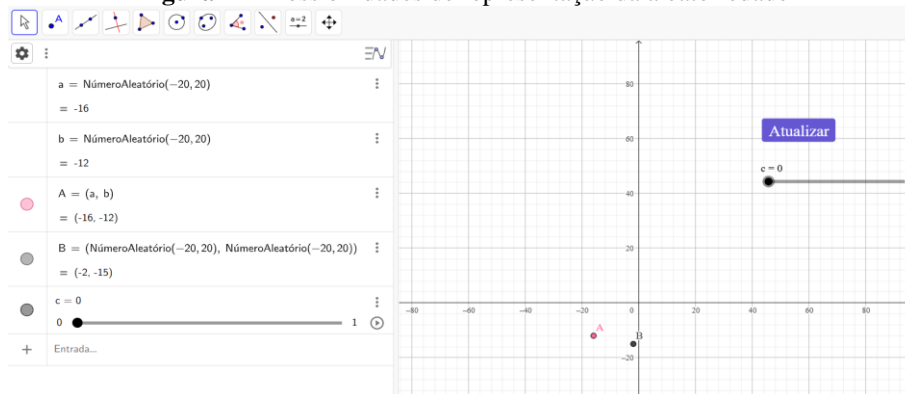 A
a=2
a = NúmeroAleatório(−20, 20)
= -16
b = NúmeroAleatório(−20, 20)
= -12
A = (a, b)
= (-16, -12)
B = (NúmeroAleatório(−20, 20), NúmeroAleatório(−20, 20))
= (-2, -15)
c = 0
0
1
Entrada...
80
60
Atualizar
c = 0
40
20
−80 −60 −40 −20 0 20 40 60 80
A
B
−20